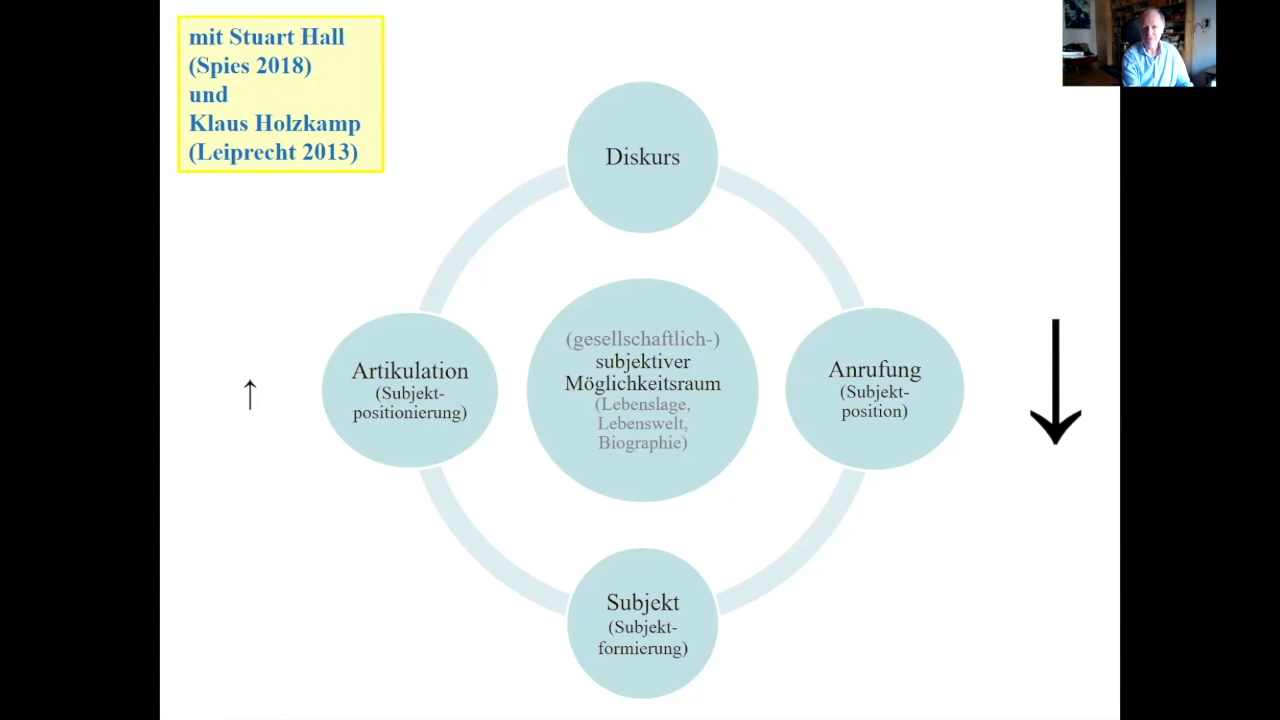 mit Stuart Hall
(Spies 2018)
und
Klaus Holzkamp
(Leiprecht 2013)
Diskurs
Artikulation
(Subjekt-
positionierung)
(gesellschaftlich-)
subjektiver
Möglichkeitsraum
(Lebenslage,
Lebenswelt,
Biographie)
Anrufung
(Subjekt-
position)
Subjekt
(Subjekt-
formierung)